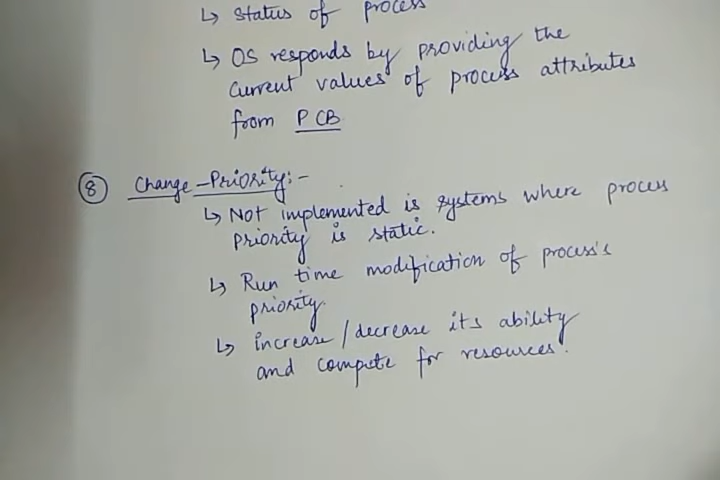 ↳ status of process
↳ OS responds by providing the
current values of process attributes
from PCB
⑧ Change-Priority:-
↳ Not implemented is systems where process
priority is static.
↳ Run time modification of process's
priority.
↳ increase/decrease its ability
and compute for resources.